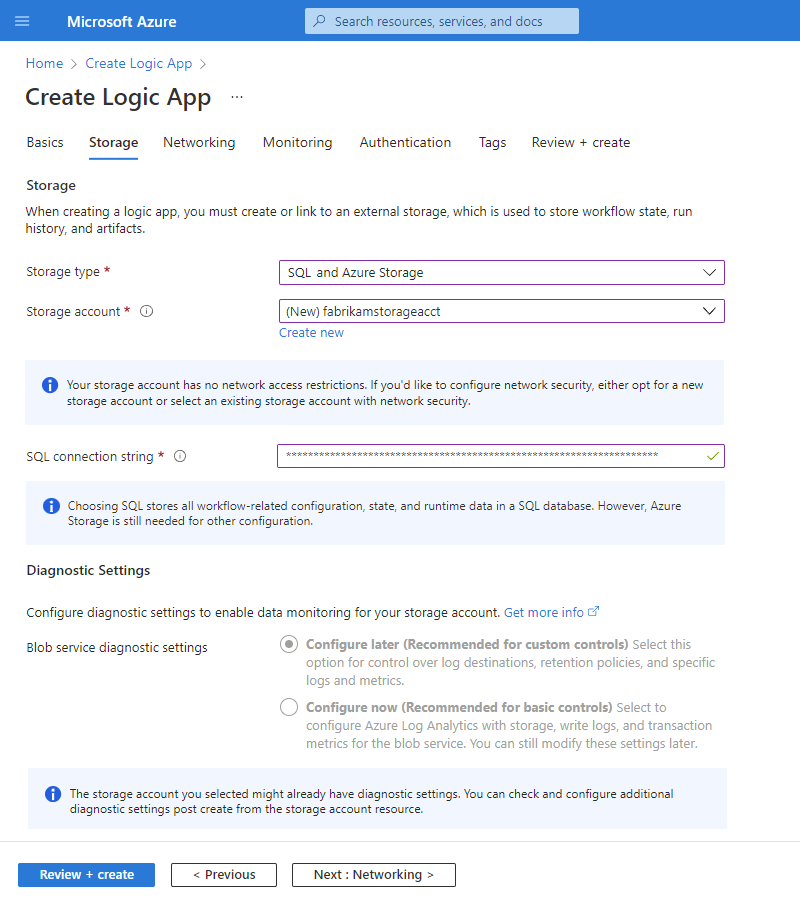 Microsoft Azure
Search resources, services, and docs
Home > Create Logic App >
Create Logic App ...
Basics Storage Networking Monitoring Authentication Tags Review + create
Storage
When creating a logic app, you must create or link to an external storage, which is used to store workflow state, run
history, and artifacts.
Storage type * SQL and Azure Storage
Storage account * (New) fabrikamstorageacct
Create new
Your storage account has no network access restrictions. If you'd like to configure network security, either opt for a new
storage account or select an existing storage account with network security.
SQL connection string * **********************************************************************
Choosing SQL stores all workflow-related configuration, state, and runtime data in a SQL database. However, Azure
Storage is still needed for other configuration.
Diagnostic Settings
Configure diagnostic settings to enable data monitoring for your storage account. Get more info
Blob service diagnostic settings
Configure later (Recommended for custom controls) Select this
option for control over log destinations, retention policies, and specific
logs and metrics.
Configure now (Recommended for basic controls) Select to
configure Azure Log Analytics with storage, write logs, and transaction
metrics for the blob service. You can still modify these settings later.
The storage account you selected might already have diagnostic settings. You can check and configure additional
diagnostic settings post create from the storage account resource.
Review + create < Previous Next : Networking >